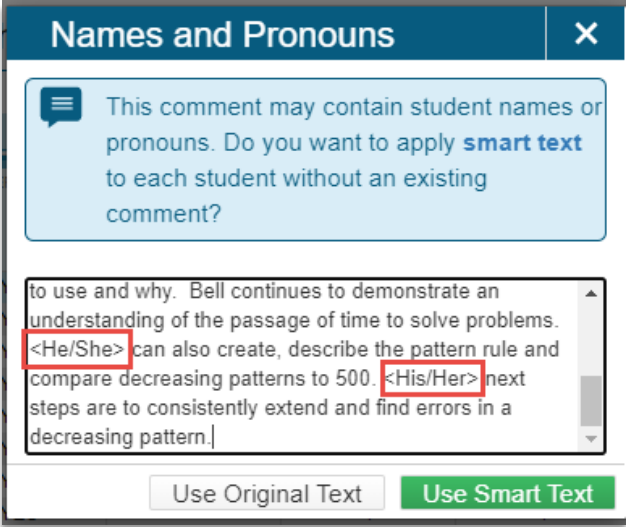 Names and Pronouns ×
This comment may contain student names or
pronouns. Do you want to apply smart text
to each student without an existing
comment?
to use and why.  Bell continues to demonstrate an
understanding of the passage of time to solve problems.
<He/She> can also create, describe the pattern rule and
compare decreasing patterns to 500. <His/Her> next
steps are to consistently extend and find errors in a
decreasing pattern.
Use Original Text Use Smart Text